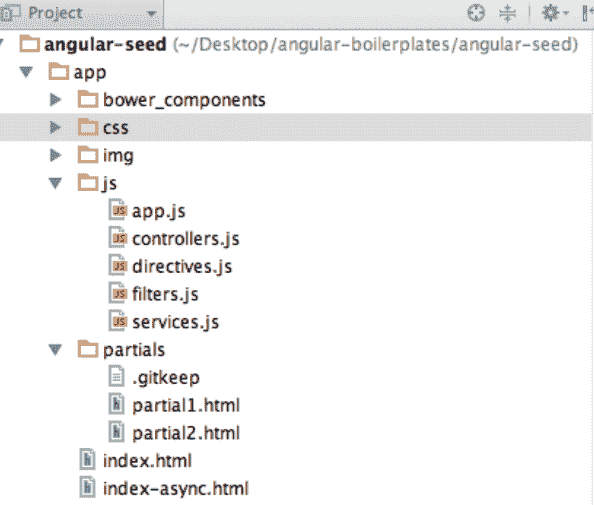 Project
angular-seed (~/Desktop/angular-boilerplates/angular-seed)
app
bower_components
css
img
js
app.js
controllers.js
directives.js
filters.js
services.js
partials
.gitkeep
partial1.html
partial2.html
index.html
index-async.html